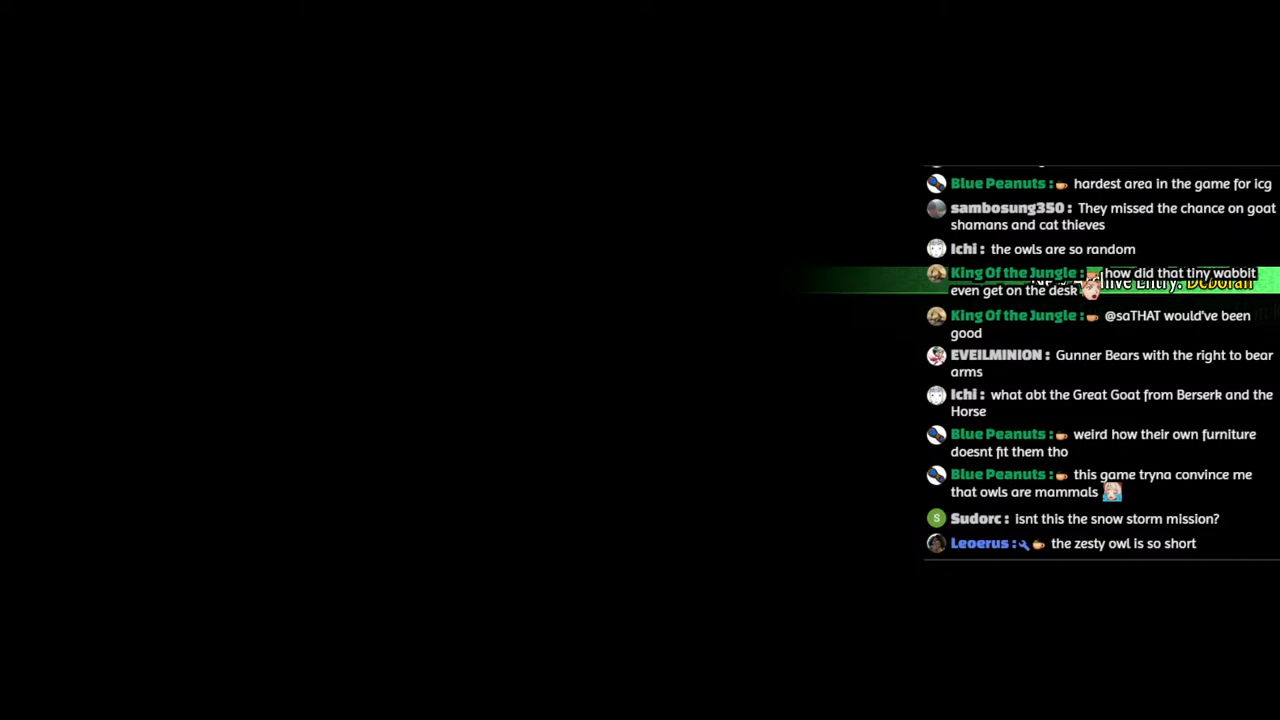 Blue Peanuts : hardest area in the game for icg
sambosung350 : They missed the chance on goat
shamans and cat thieves
Ichi : the owls are so random
King Of the Jungle : how did that tiny wabbit
even get on the desk
Archive Entry: Deborah
King Of the Jungle : @saTHAT would've been
good
EVEILMINION : Gunner Bears with the right to bear
arms
Ichi : what abt the Great Goat from Berserk and the
Horse
Blue Peanuts : weird how their own furniture
doesnt fit them tho
Blue Peanuts : this game tryna convince me
that owls are mammals
S Sudorc : isnt this the snow storm mission?
Leoerus : the zesty owl is so short